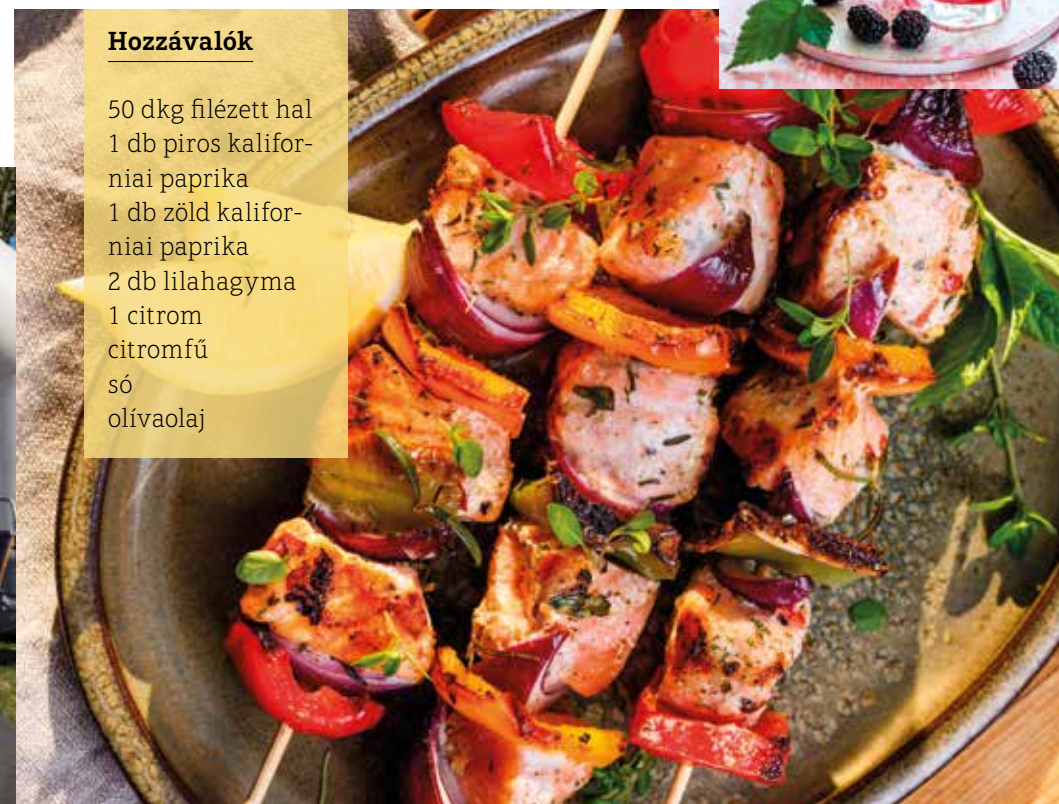 Hozzávalók
50 dkg filézett hal
1 db piros kalifor-
niai paprika
1 db zöld kalifor-
niai paprika
2 db lilahagyma
1 citrom
citromfű
só
olívaolaj